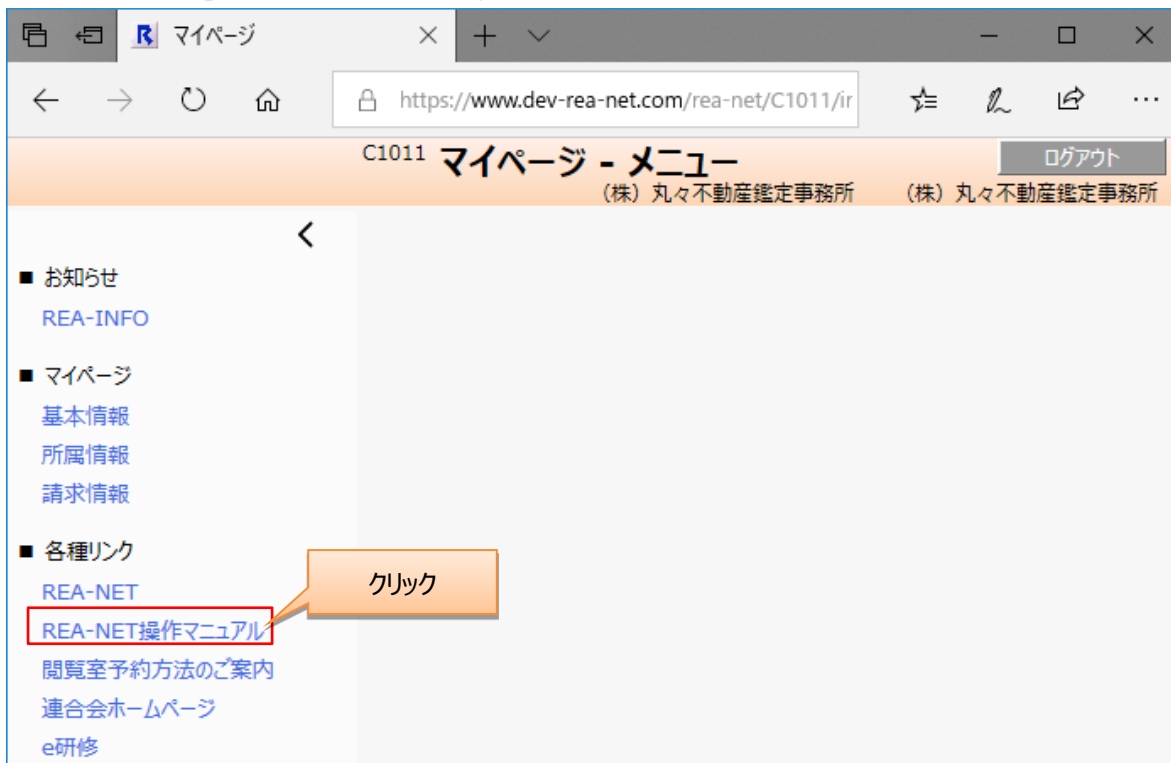 マイページ
https://www.dev-rea-net.com/rea-net/C1011/ir
C1011 マイページ - メニュー
ログアウト
（株）丸々不動産鑑定事務所 （株）丸々不動産鑑定事務所
■ お知らせ
REA-INFO
■ マイページ
基本情報
所属情報
請求情報
■ 各種リンク
REA-NET
クリック
REA-NET操作マニュアル
閲覧室予約方法のご案内
連合会ホームページ
e研修